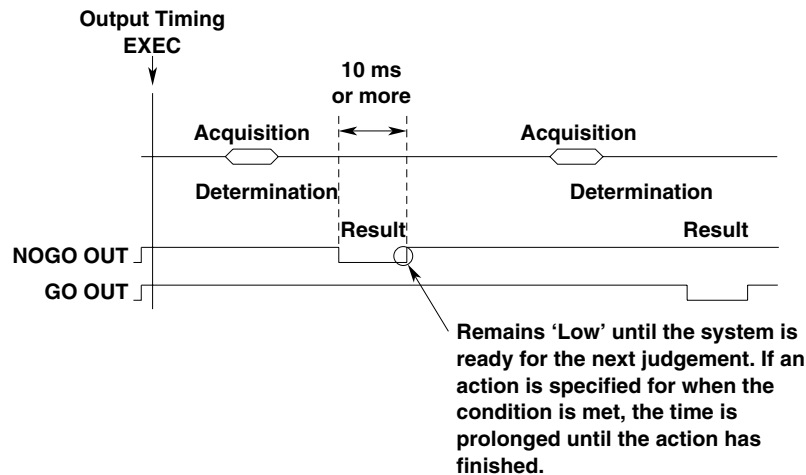 Output Timing
EXEC
10 ms
or more
Acquisition
Acquisition
Determination
Determination
Result
Result
NOGO OUT
GO OUT
Remains ‘Low’ until the system is
ready for the next judgement. If an
action is specified for when the
condition is met, the time is
prolonged until the action has
finished.